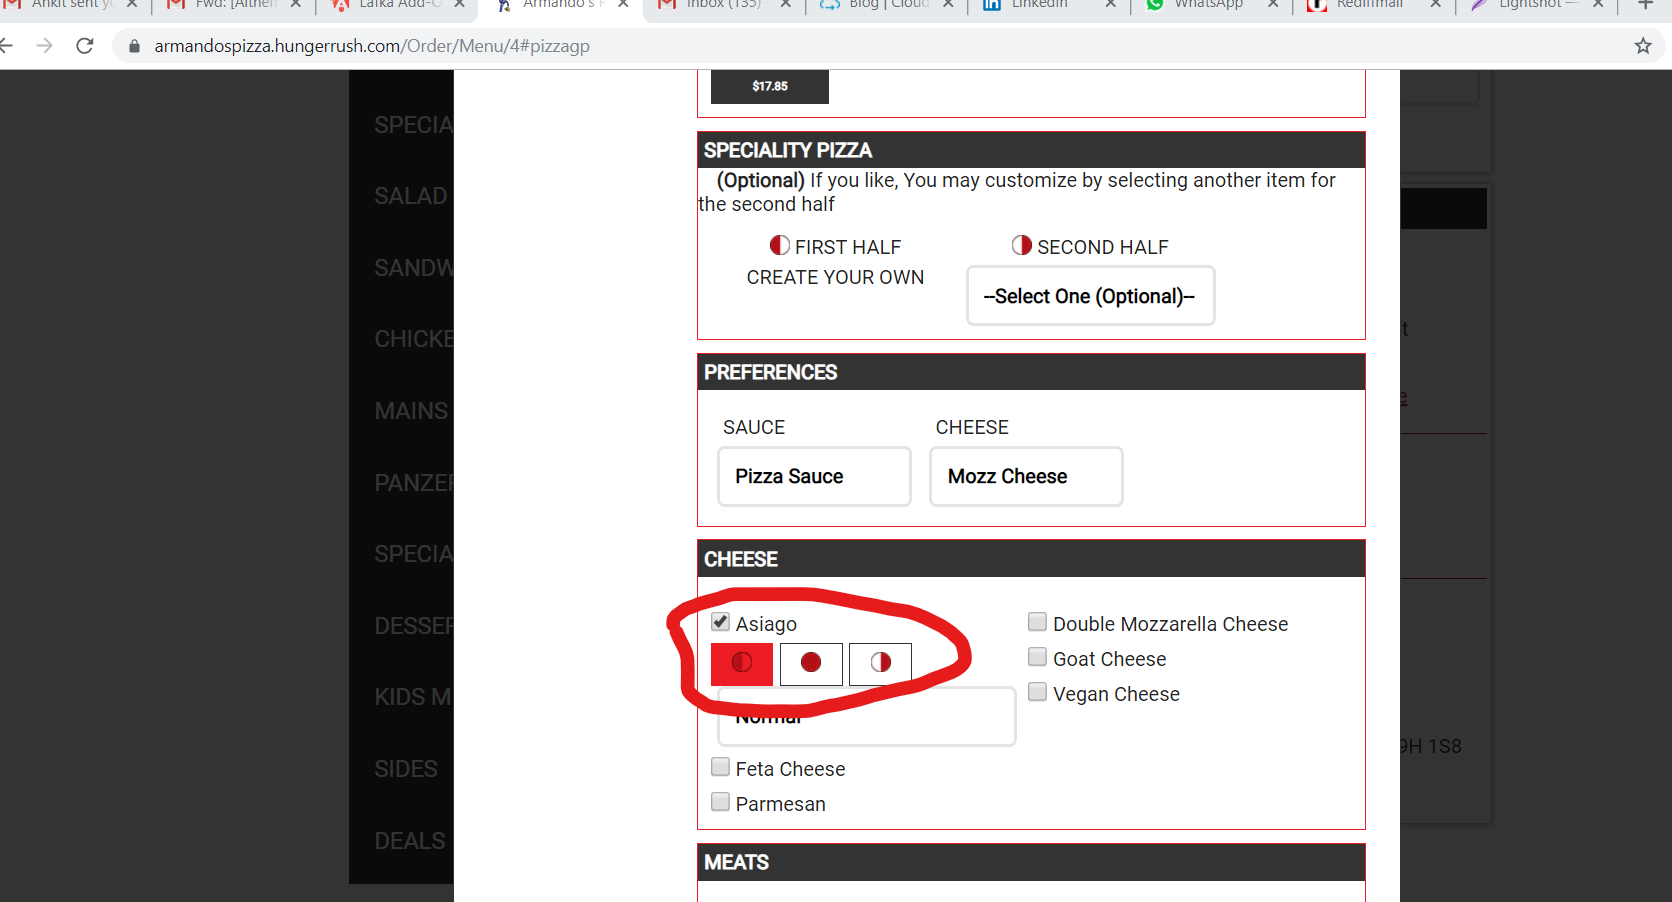 Ankit sent yo
Fwd: [Aithem
Lafka Add-O
Armando's P
Inbox (135)
Blog | Cloud
LinkedIn
WhatsApp
Rediffmail
Lightshot —
armandospizza.hungerrush.com/Order/Menu/4#pizzagp
SPECIA
SALAD
SANDW
CHICKE
MAINS
PANZER
SPECIA
DESSER
KIDS M
SIDES
DEALS
$17.85
SPECIALITY PIZZA
(Optional) If you like, You may customize by selecting another item for
the second half
FIRST HALF
SECOND HALF
CREATE YOUR OWN
--Select One (Optional)--
PREFERENCES
SAUCE
CHEESE
Pizza Sauce
Mozz Cheese
CHEESE
Asiago
Normal
Feta Cheese
Parmesan
Double Mozzarella Cheese
Goat Cheese
Vegan Cheese
MEATS
t
e
9H 1S8